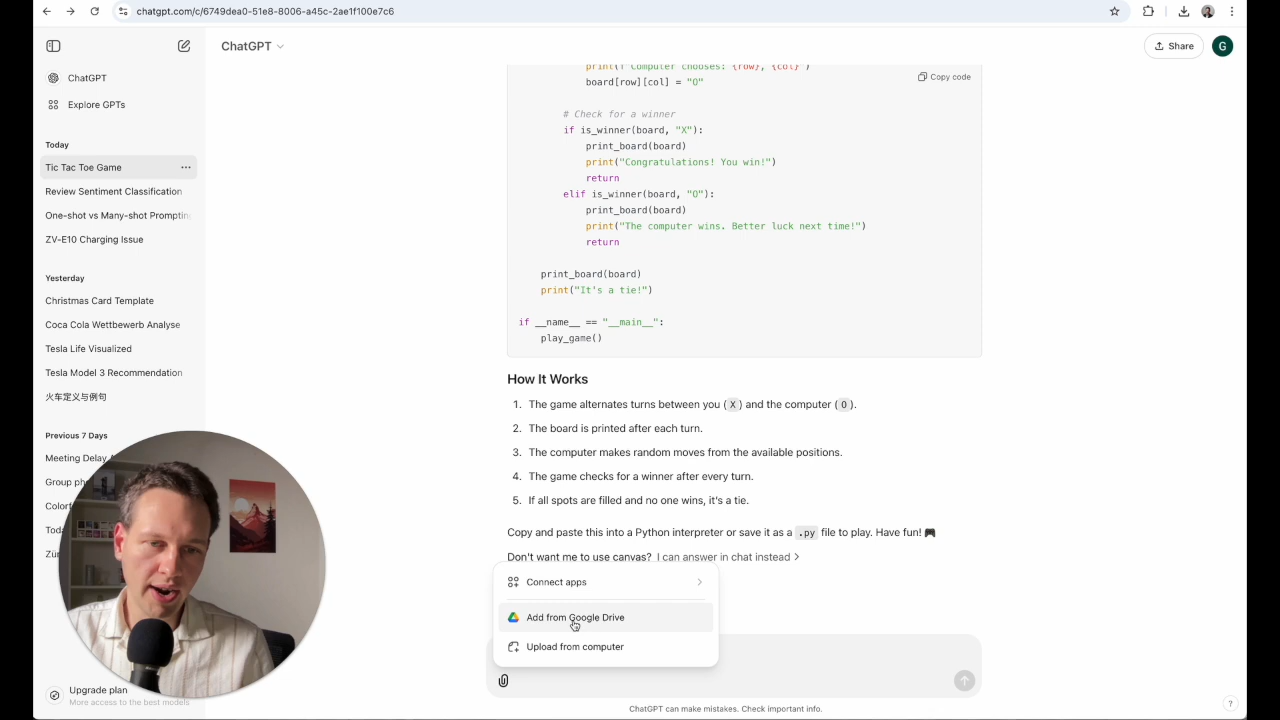 chatgpt.com/c/6749dea0-51e8-8006-a45c-2ae1f100e7c6
ChatGPT
Share
G
ChatGPT
Explore GPTs
Today
Tic Tac Toe Game
Review Sentiment Classification
One-shot vs Many-shot Prompting
ZV-E10 Charging Issue
Yesterday
Christmas Card Template
Coca Cola Wettbewerb Analyse
Tesla Life Visualized
Tesla Model 3 Recommendation
火车定义与例句
Previous 7 Days
Meeting Delay
Group
Upgrade plan
More access to the best models
print(f"Computer chooses: {row}, {col}")
Copy code
board[row][col] = "O"
# Check for a winner
if is_winner(board, "X"):
print_board(board)
print("Congratulations! You win!")
return
elif is_winner(board, "O"):
print_board(board)
print("The computer wins. Better luck next time!")
return
print_board(board)
print("It's a tie!")
if __name__ == "__main__":
play_game()
How It Works
1. The game alternates turns between you (X) and the computer (O).
2. The board is printed after each turn.
3. The computer makes random moves from the available positions.
4. The game checks for a winner after every turn.
5. If all spots are filled and no one wins, it's a tie.
Copy and paste this into a Python interpreter or save it as a .py file to play. Have fun! 🎮
Don't want me to use canvas? I can answer in chat instead >
Connect apps
Add from Google Drive
Upload from computer
ChatGPT can make mistakes. Check important info.
?